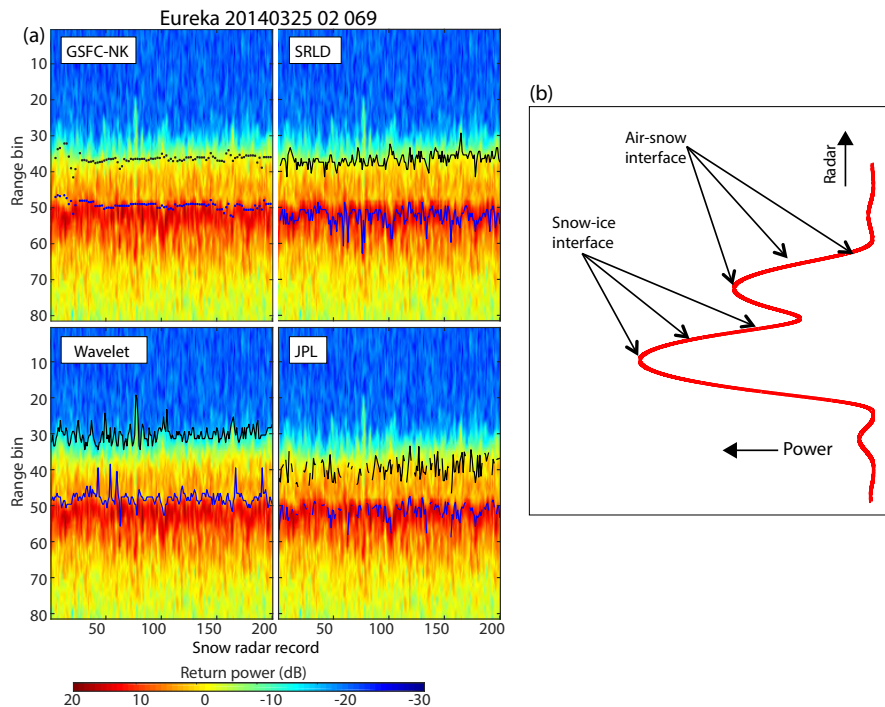 Eureka 20140325 02 069
(a)
GSFC-NK
SRLD
10
20
30
40
50
60
70
80
Range bin
Wavelet
JPL
10
20
30
40
50
60
70
80
Range bin
50
100
150
200
50
100
150
200
Snow radar record
Return power (dB)
20
10
0
-10
-20
-30
(b)
Air-snow
interface
Radar
Snow-ice
interface
Power